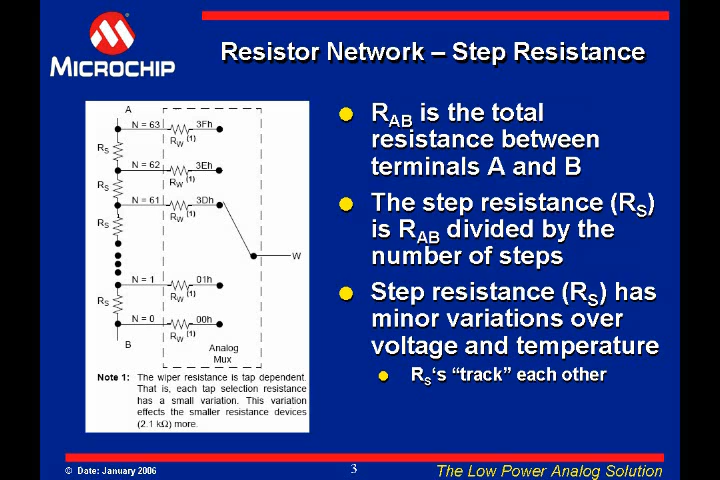 MICROCHIP
Resistor Network – Step Resistance
A
N = 63
3Fh
RS
RW (1)
N = 62
3Eh
RS
RW (1)
N = 61
3Dh
RS
RW (1)
W
N = 1
01h
RS
RW (1)
N = 0
00h
RW (1)
B
Analog
Mux
Note 1: The wiper resistance is tap dependent.
That is, each tap selection resistance
has a small variation. This variation
effects the smaller resistance devices
(2.1 kΩ) more.
RAB is the total
resistance between
terminals A and B
The step resistance (RS)
is RAB divided by the
number of steps
Step resistance (RS) has
minor variations over
voltage and temperature
RS‘s “track” each other
© Date: January 2006
3
The Low Power Analog Solution